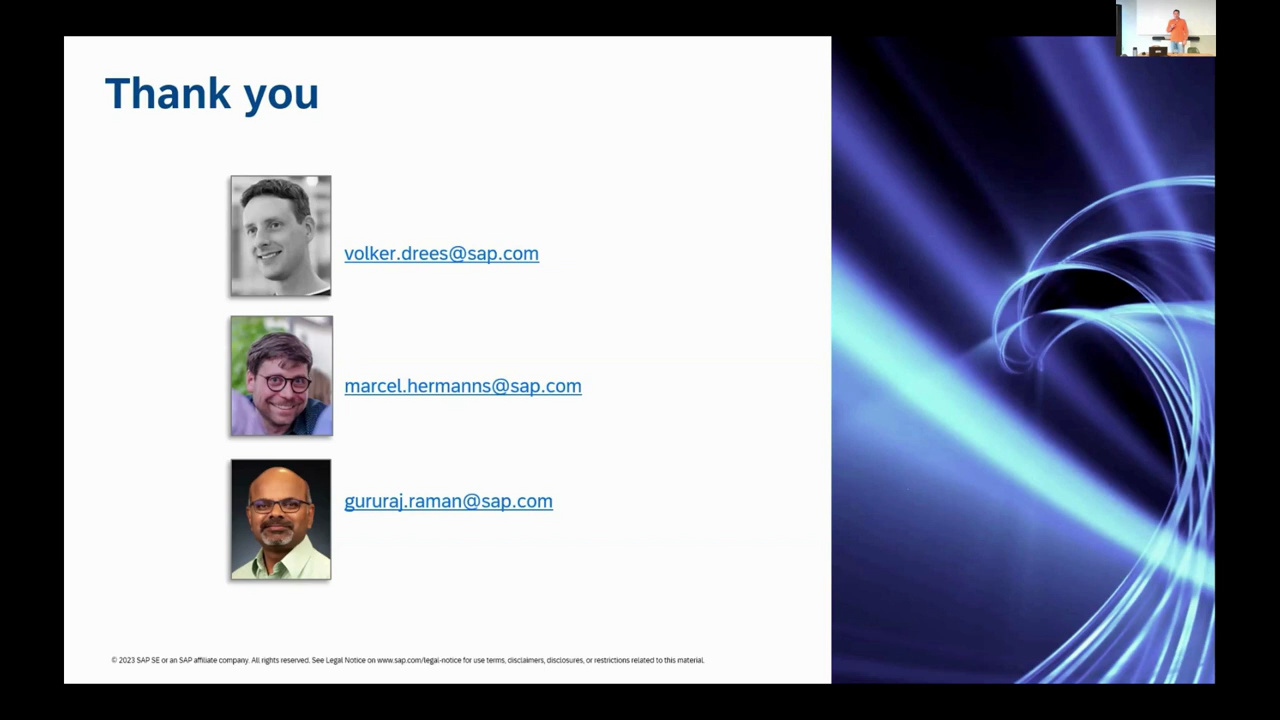 Thank you
volker.drees@sap.com
marcel.hermanns@sap.com
gururaj.raman@sap.com
© 2023 SAP SE or an SAP affiliate company. All rights reserved. See Legal Notice on www.sap.com/legal-notice for use terms, disclaimers, disclosures, or restrictions related to this material.